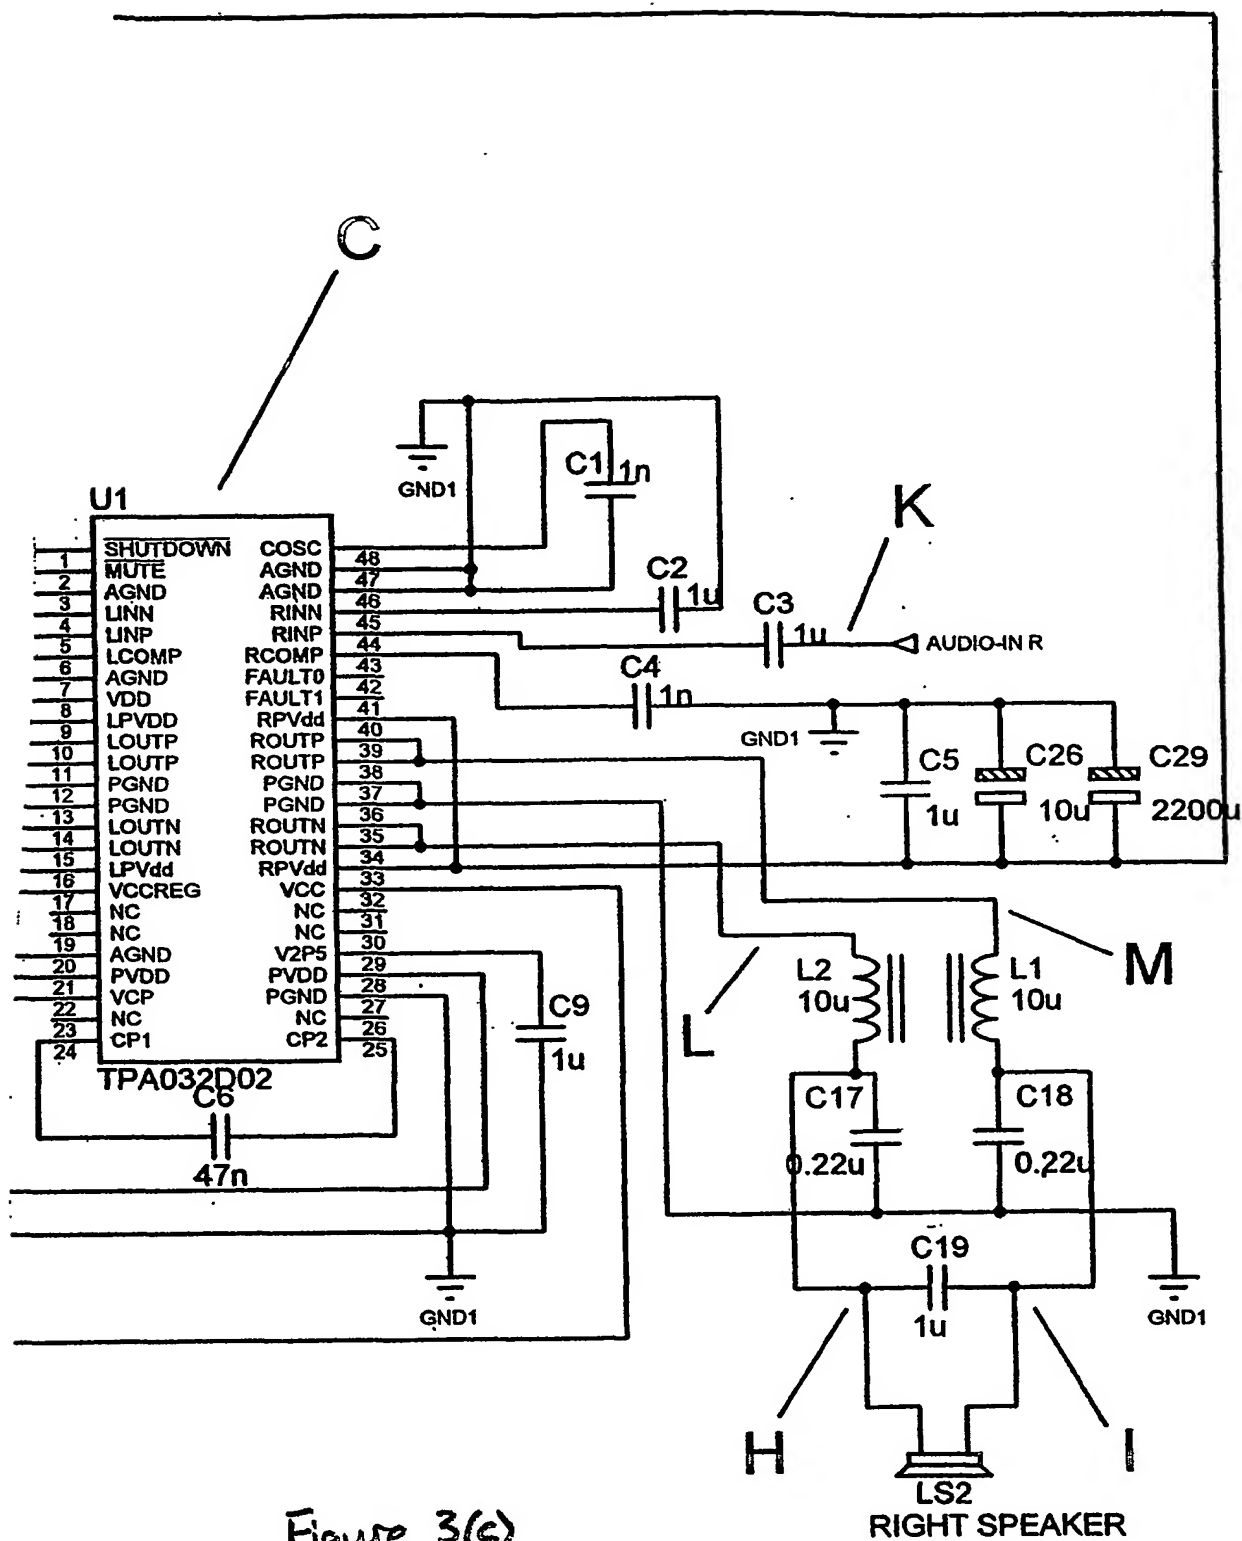 C
GND1
C1
1n
K
U1
SHUTDOWN COSC
1 48
MUTE AGND
2 47
AGND AGND
3 46
LINN RINN
4 45
LINP RINP
5 44
LCOMP RCOMP
6 43
AGND FAULT0
7 42
VDD FAULT1
8 41
LPVDD RPVdd
9 40
LOUTP ROUTP
10 39
LOUTP ROUTP
11 38
PGND PGND
12 37
PGND PGND
13 36
LOUTN ROUTN
14 35
LOUTN ROUTN
15 34
LPVdd RPVdd
16 33
VCCREG VCC
17 32
NC NC
18 31
NC NC
19 30
AGND V2P5
20 29
PVDD PVDD
21 28
VCP PGND
22 27
NC NC
23 26
CP1 CP2
24 25
TPA032D02
C2
1u
C3
1u
AUDIO-IN R
C4
1n
GND1
C5
1u
C26
10u
C29
2200u
M
L
L2
10u
L1
10u
C9
1u
C6
47n
C17
0.22u
C18
0.22u
C19
1u
GND1
GND1
H
I
LS2
RIGHT SPEAKER
Figure 3(c)